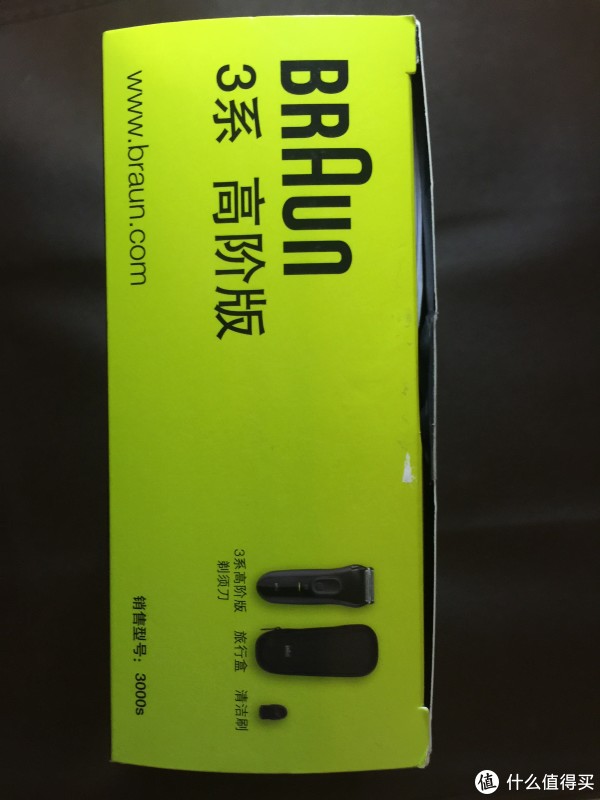 BRAUN
3系 高阶版
www.braun.com
3系高阶版
剃须刀
旅行盒
清洁刷
销售型号：3000s
值 什么值得买